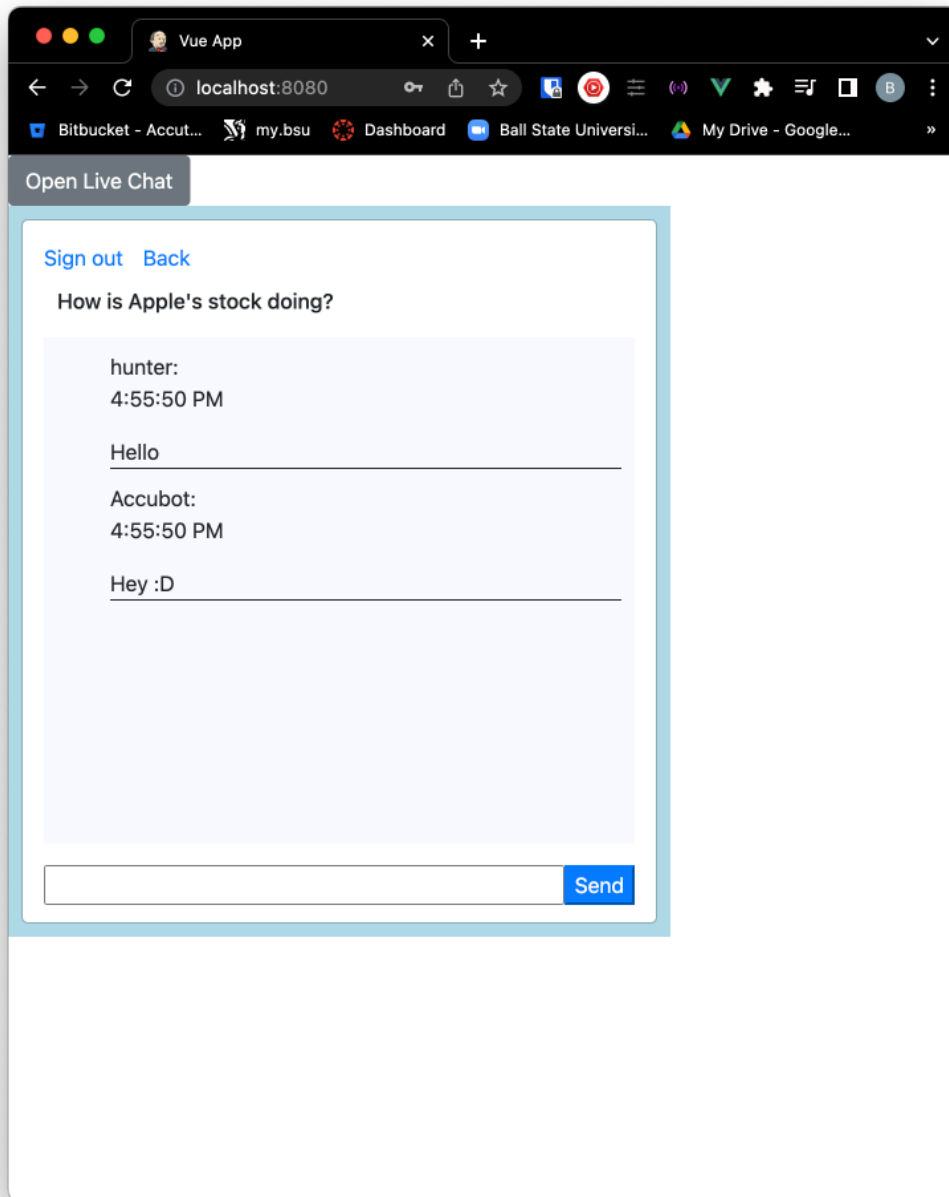 Vue App
localhost:8080
B
Bitbucket - Accut... my.bsu Dashboard Ball State Universi... My Drive - Google... »
Open Live Chat
Sign out Back
How is Apple's stock doing?
hunter:
4:55:50 PM
Hello
Accubot:
4:55:50 PM
Hey :D
Send